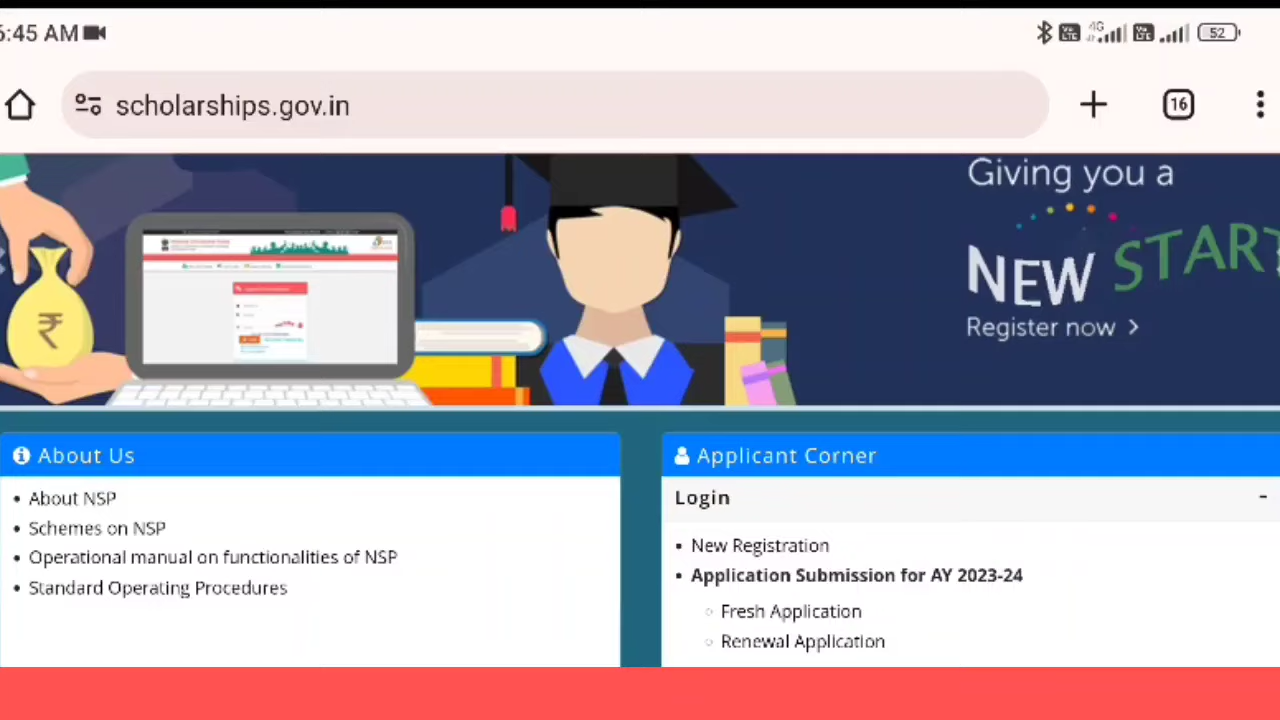 :45 AM
4G
52
scholarships.gov.in
16
Giving you a
NEW START
Register now >
About Us
About NSP
Schemes on NSP
Operational manual on functionalities of NSP
Standard Operating Procedures
Applicant Corner
Login -
New Registration
Application Submission for AY 2023-24
Fresh Application
Renewal Application